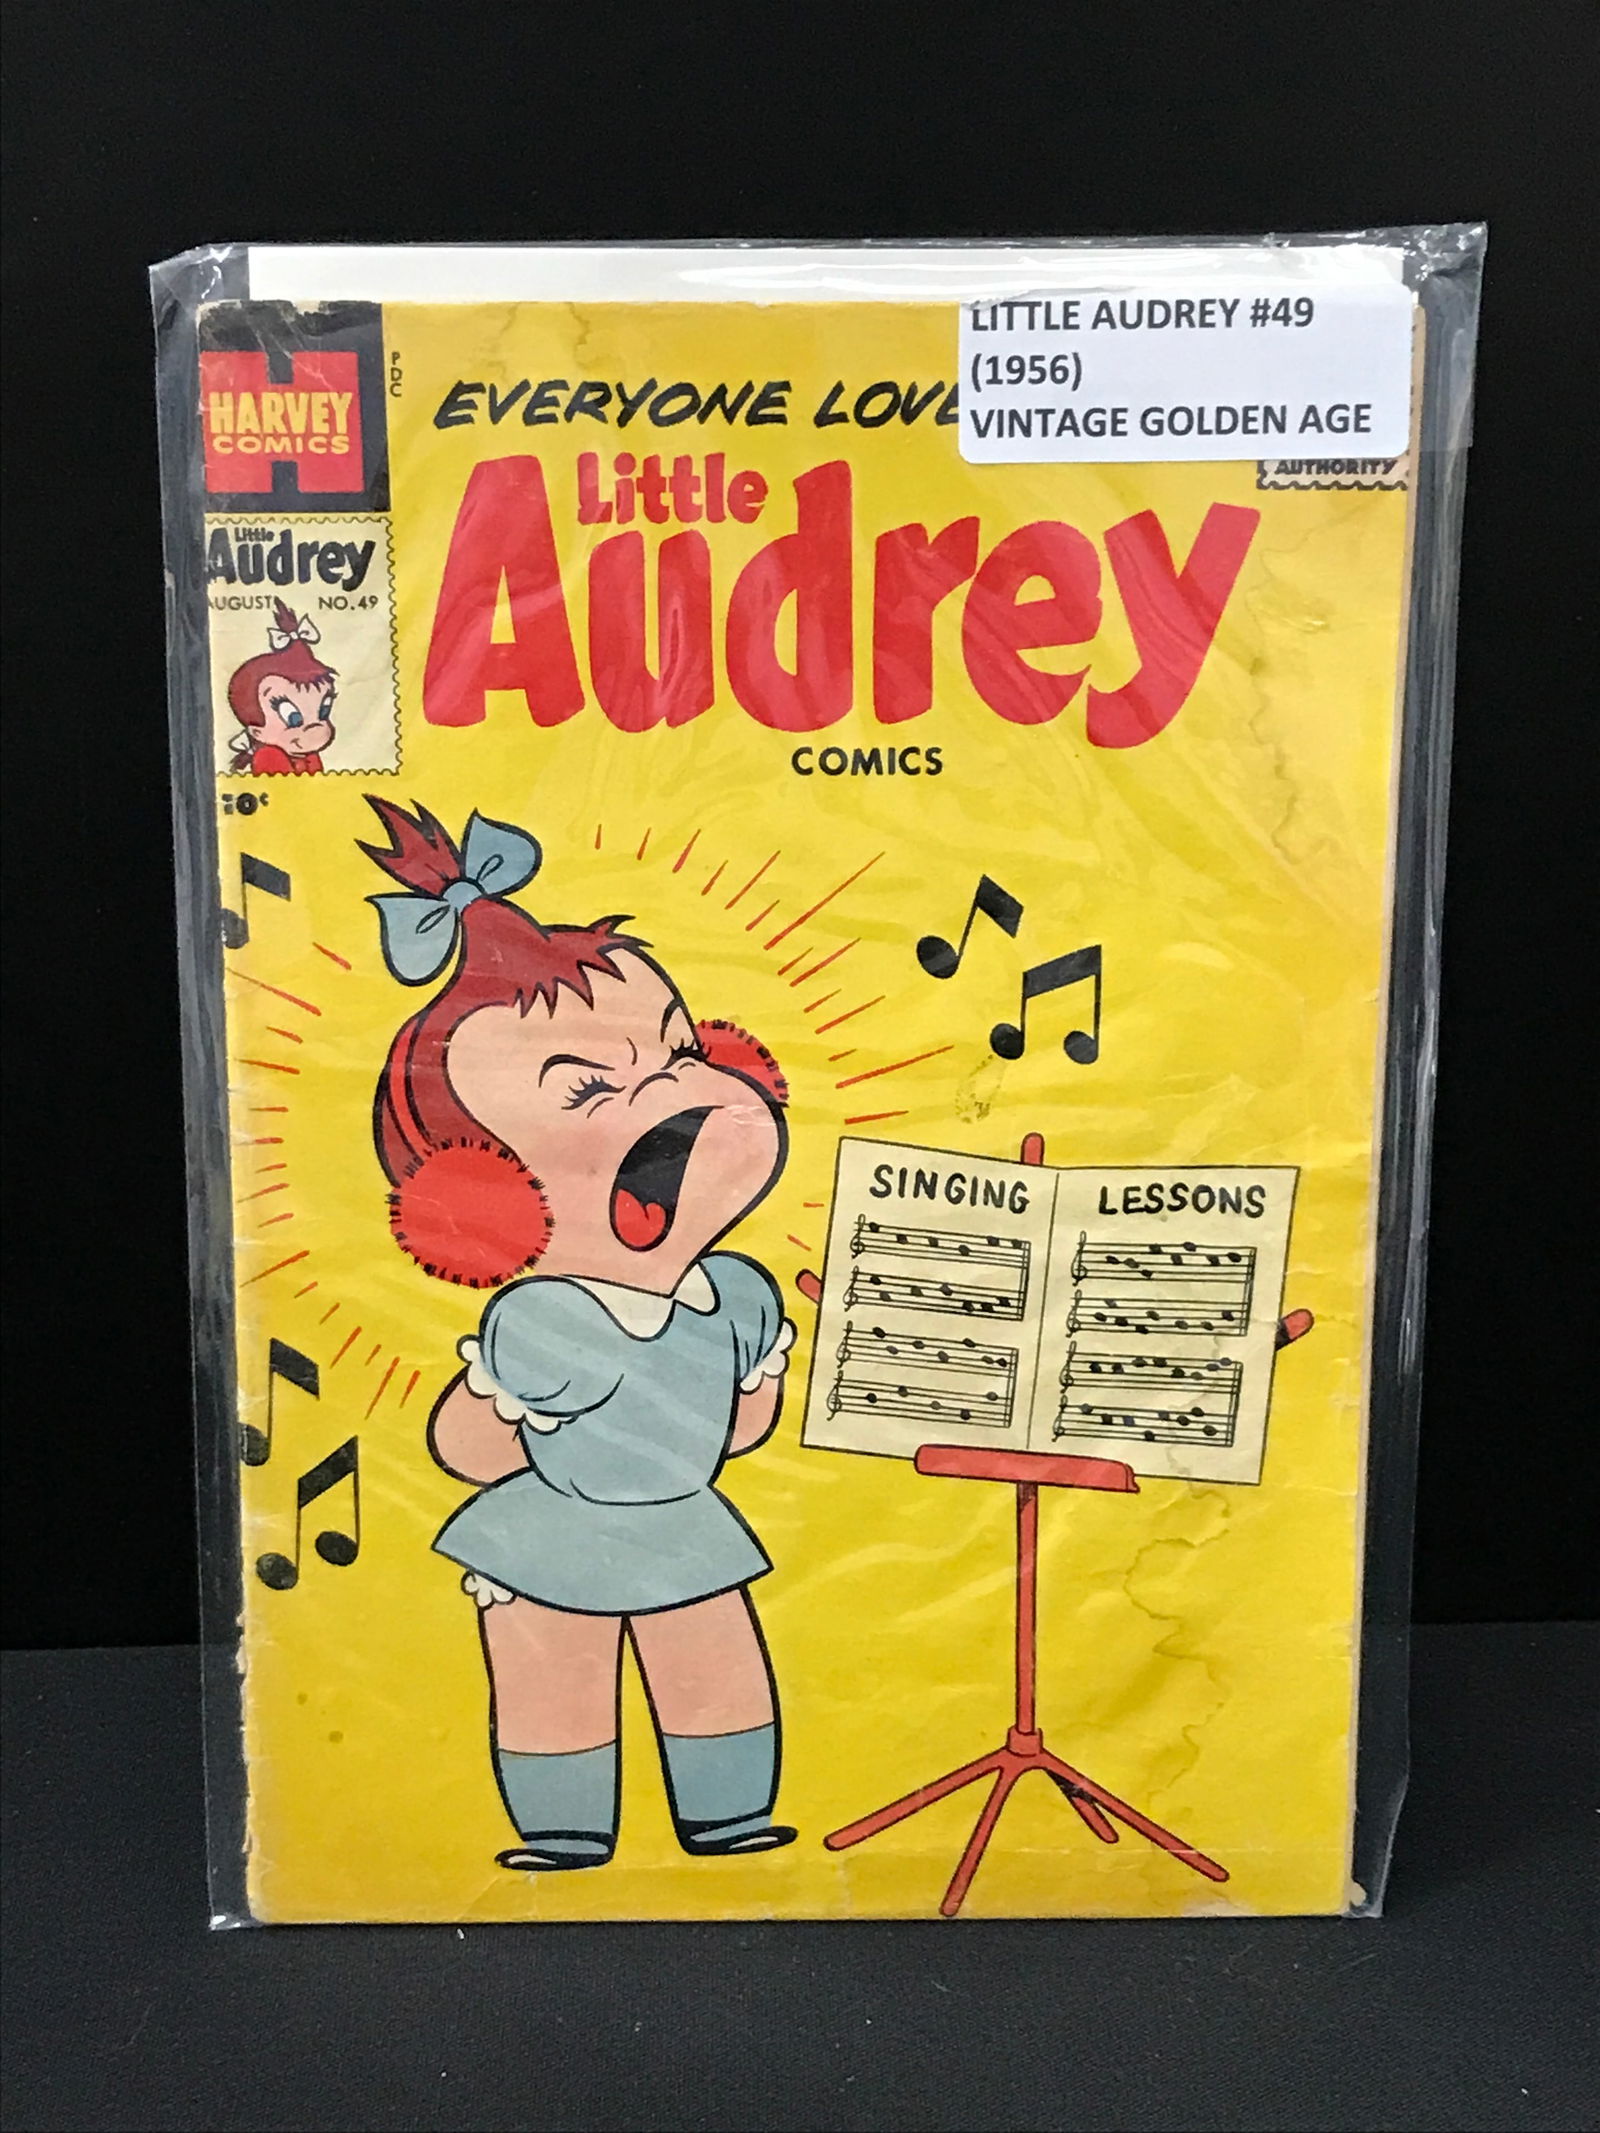 LITTLE AUDREY #49
(1956)
VINTAGE GOLDEN AGE
HARVEY
COMICS
PDC
EVERYONE
AUTHORITY
Little
Audrey
COMICS
Little
Audrey
NO.49
10¢
SINGING LESSONS